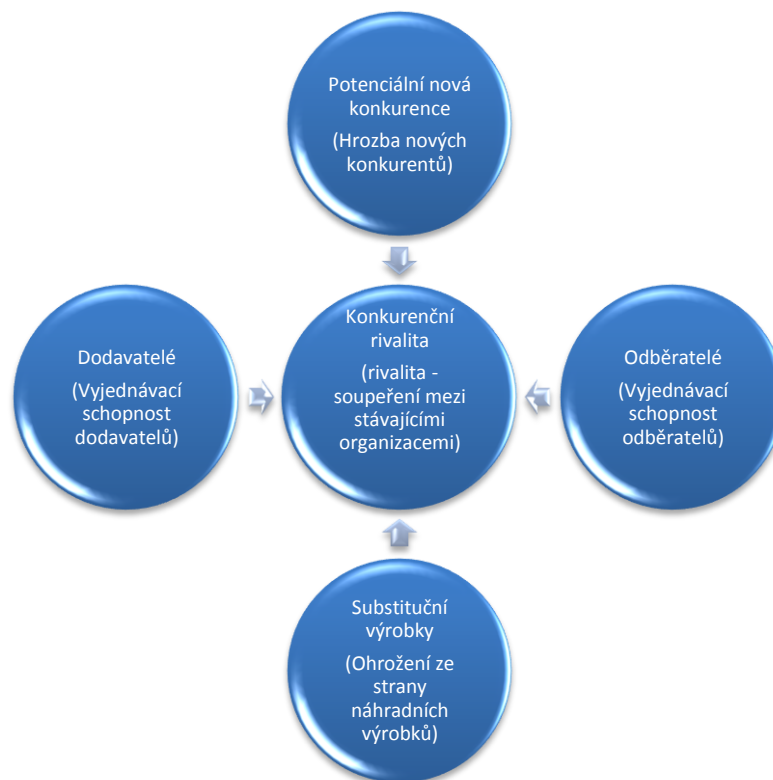 Potenciální nová
konkurence
(Hrozba nových
konkurentů)
Dodavatelé
(Vyjednávací
schopnost
dodavatelů)
Konkurenční
rivalita
(rivalita -
soupeření mezi
stávajícími
organizacemi)
Odběratelé
(Vyjednávací
schopnost
odběratelů)
Substituční
výrobky
(Ohrožení ze
strany
náhradních
výrobků)